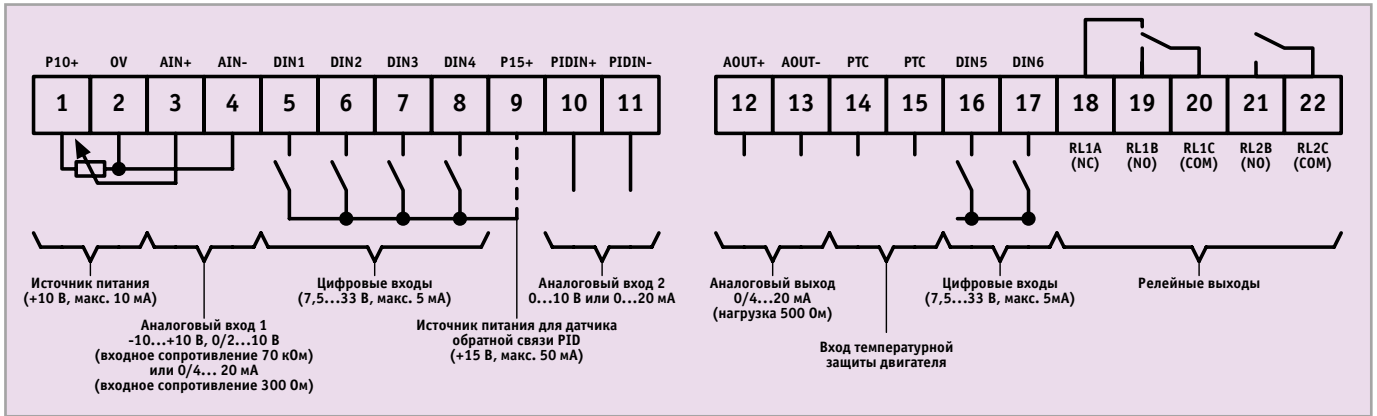 P10+ 0V AIN+ AIN- DIN1 DIN2 DIN3 DIN4 P15+ PIDIN+ PIDIN-
1 2 3 4 5 6 7 8 9 10 11
Источник питания
(+10 В, макс. 10 мА)
Аналоговый вход 1
-10...+10 В, 0/2...10 В
(входное сопротивление 70 кОм)
или 0/4... 20 мА
(входное сопротивление 300 Ом)
Цифровые входы
(7,5...33 В, макс. 5 мА)
Источник питания для датчика
обратной связи PID
(+15 В, макс. 50 мА)
Аналоговый вход 2
0...10 В или 0...20 мА
AOUT+ AOUT- PTC PTC DIN5 DIN6
12 13 14 15 16 17 18 19 20 21 22
RL1A RL1B RL1C RL2B RL2C
(NC) (NO) (COM) (NO) (COM)
Аналоговый выход
0/4...20 мА
(нагрузка 500 Ом)
Вход температурной
защиты двигателя
Цифровые входы
(7,5...33 В, макс. 5мА)
Релейные выходы